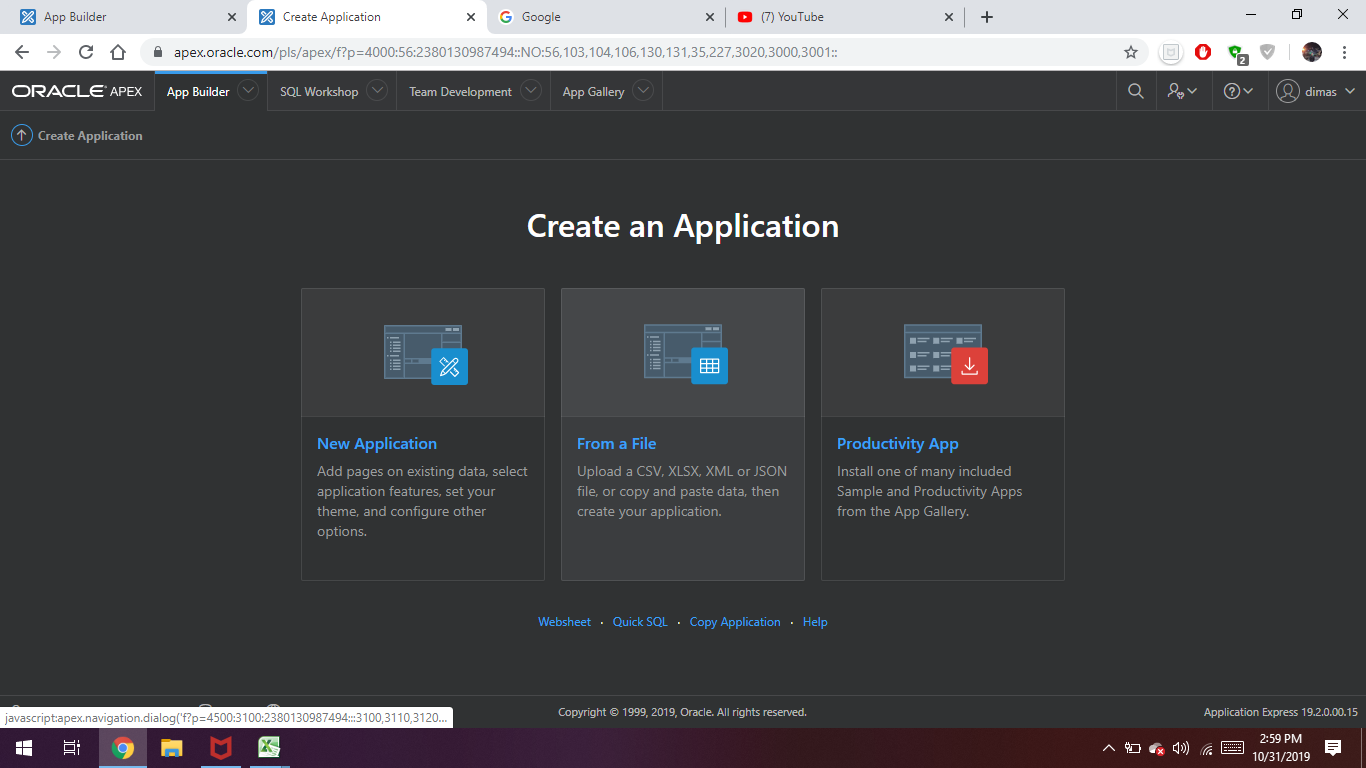 App Builder
Create Application
Google
(7) YouTube
apex.oracle.com/pls/apex/f?p=4000:56:2380130987494::NO:56,103,104,106,130,131,35,227,3020,3000,3001::
2
ORACLE APEX
App Builder
SQL Workshop
Team Development
App Gallery
dimas
Create Application
Create an Application
New Application
Add pages on existing data, select
application features, set your
theme, and configure other
options.
From a File
Upload a CSV, XLSX, XML or JSON
file, or copy and paste data, then
create your application.
Productivity App
Install one of many included
Sample and Productivity Apps
from the App Gallery.
Websheet · Quick SQL · Copy Application · Help
javascript:apex.navigation.dialog('f?p=4500:3100:2380130987494:::3100,3110,3120...
Copyright © 1999, 2019, Oracle. All rights reserved.
Application Express 19.2.0.00.15
2:59 PM
10/31/2019